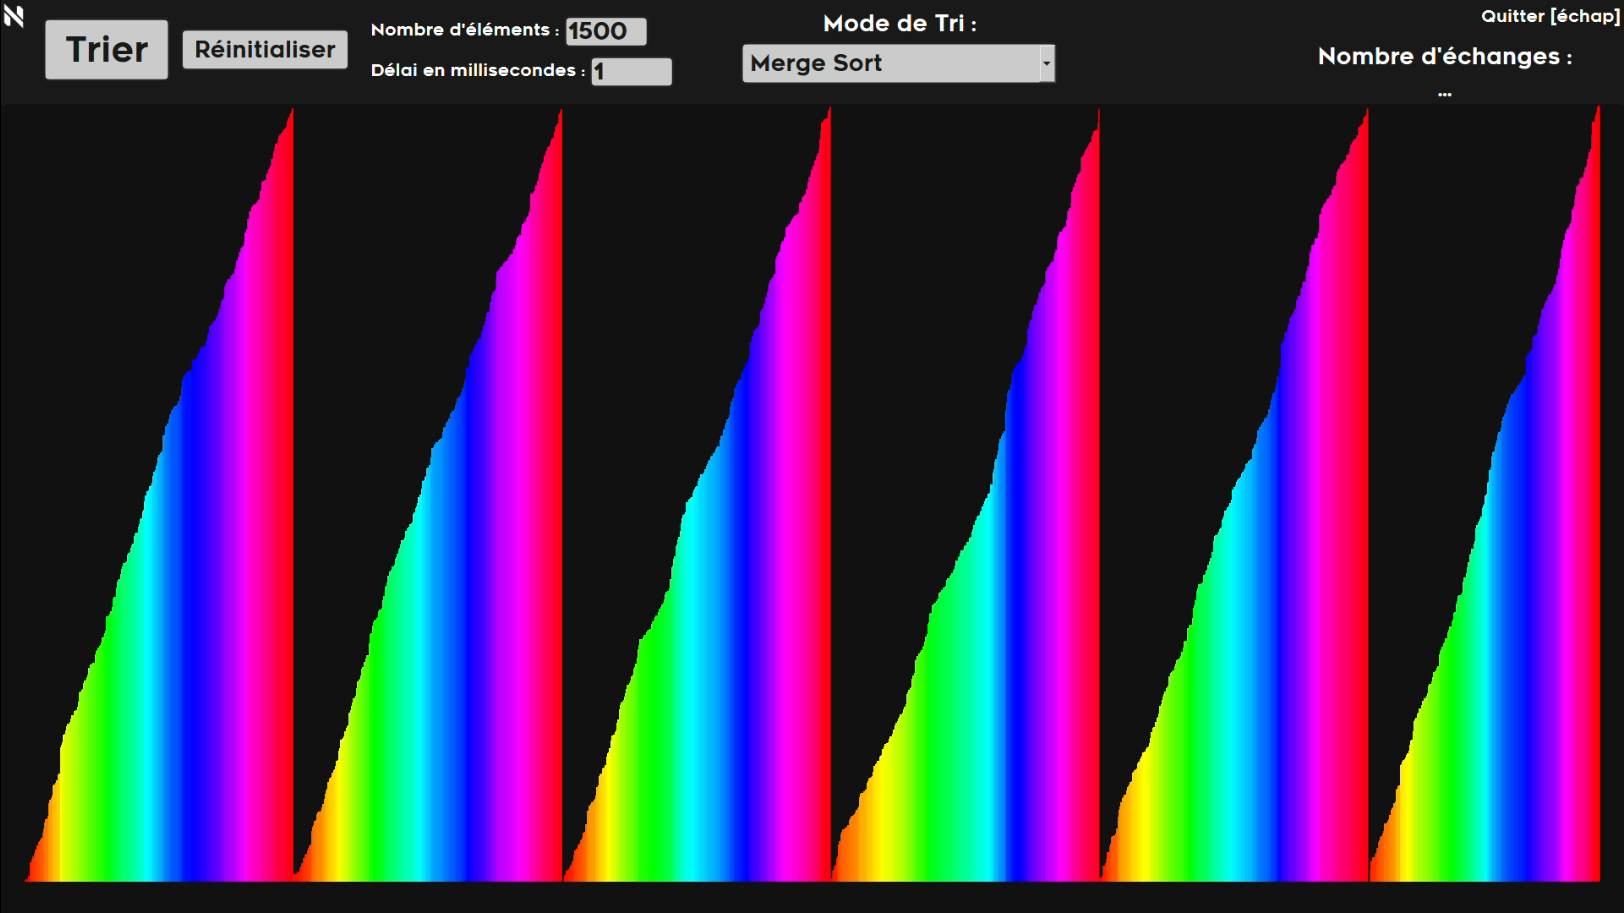 Trier
Réinitialiser
Nombre d'éléments : 1500
Délai en millisecondes : 1
Mode de Tri :
Merge Sort
Quitter [échap]
Nombre d'échanges :
...